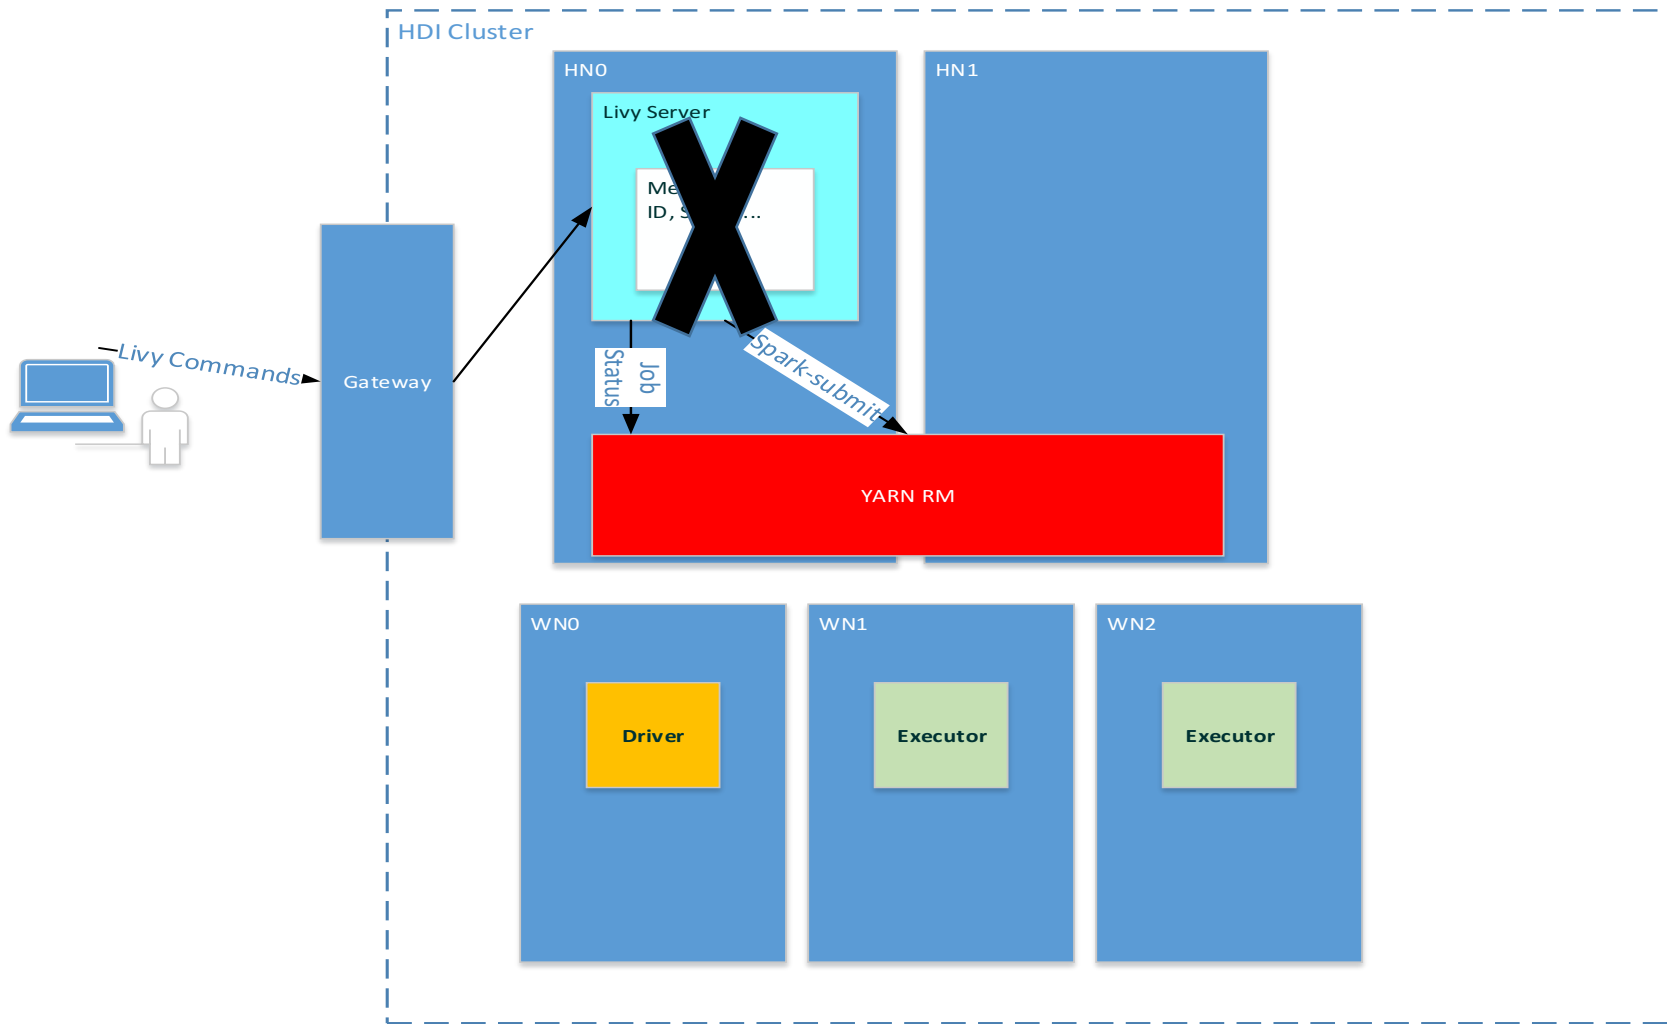 HDI Cluster
HN0
HN1
Livy Server
ID,
...
Livy Commands
Gateway
Job
Status
Spark-submit
YARN RM
WN0
WN1
WN2
Driver
Executor
Executor